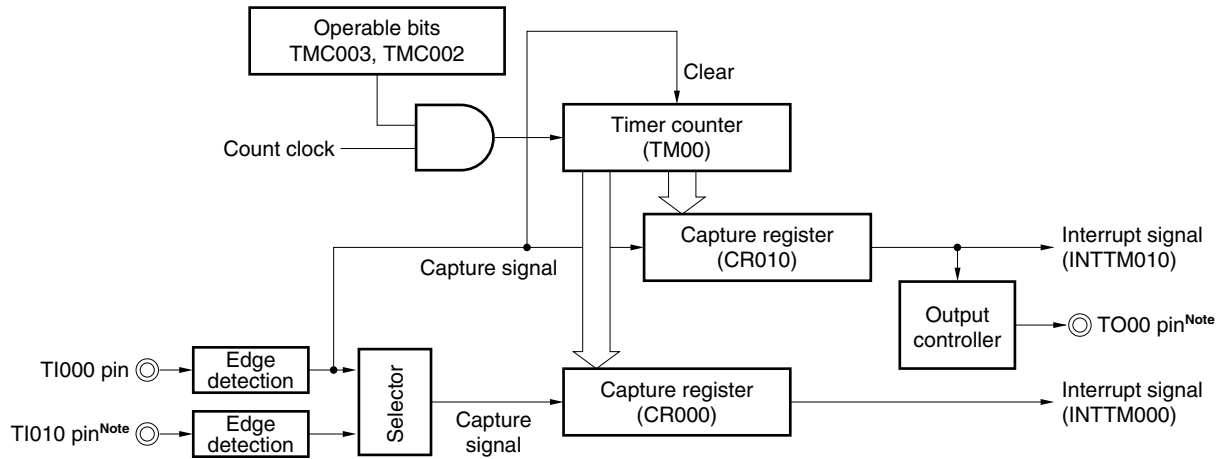 Operable bits
TMC003, TMC002
Clear
Timer counter
(TM00)
Count clock
Capture register
(CR010)
Interrupt signal
(INTTM010)
Capture signal
Output
controller
TO00 pinNote
TI000 pin
Edge
detection
Selector
Capture register
(CR000)
Interrupt signal
(INTTM000)
Capture
signal
TI010 pinNote
Edge
detection